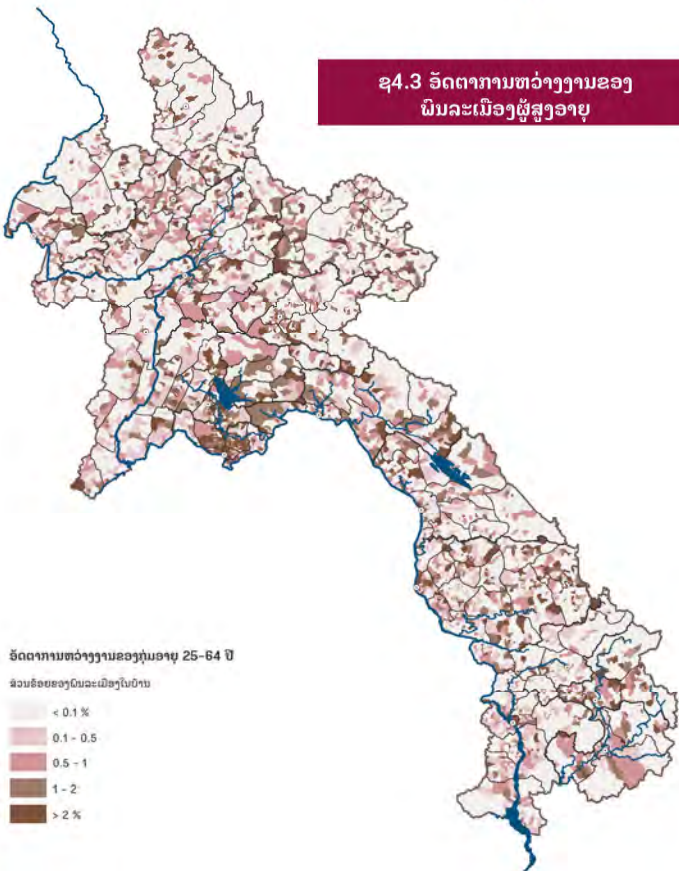 ຊ4.3 ອັດຕາການຫວ່າງງານຂອງ
ພົນລະເມືອງຜູ້ສູງອາຍຸ
ອັດຕາການຫວ່າງງານຂອງກຸ່ມອາຍຸ 25-64 ປີ
ສ່ວນຮ້ອຍຂອງພົນລະເມືອງໃນບ້ານ
< 0.1 %
0.1 - 0.5
0.5 - 1
1 - 2
> 2 %